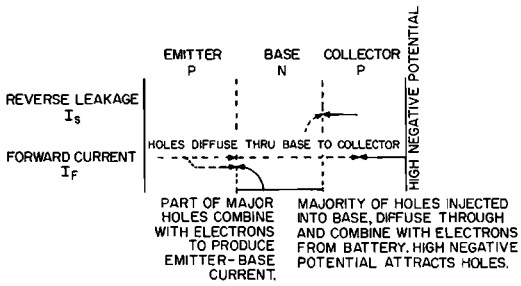 EMITTER BASE COLLECTOR
P N P
HIGH NEGATIVE POTENTIAL
REVERSE LEAKAGE
Is
HOLES DIFFUSE THRU BASE TO COLLECTOR
FORWARD CURRENT
IF
PART OF MAJOR
HOLES COMBINE
WITH ELECTRONS
TO PRODUCE
EMITTER-BASE
CURRENT.
MAJORITY OF HOLES INJECTED
INTO BASE, DIFFUSE THROUGH
AND COMBINE WITH ELECTRONS
FROM BATTERY. HIGH NEGATIVE
POTENTIAL ATTRACTS HOLES.